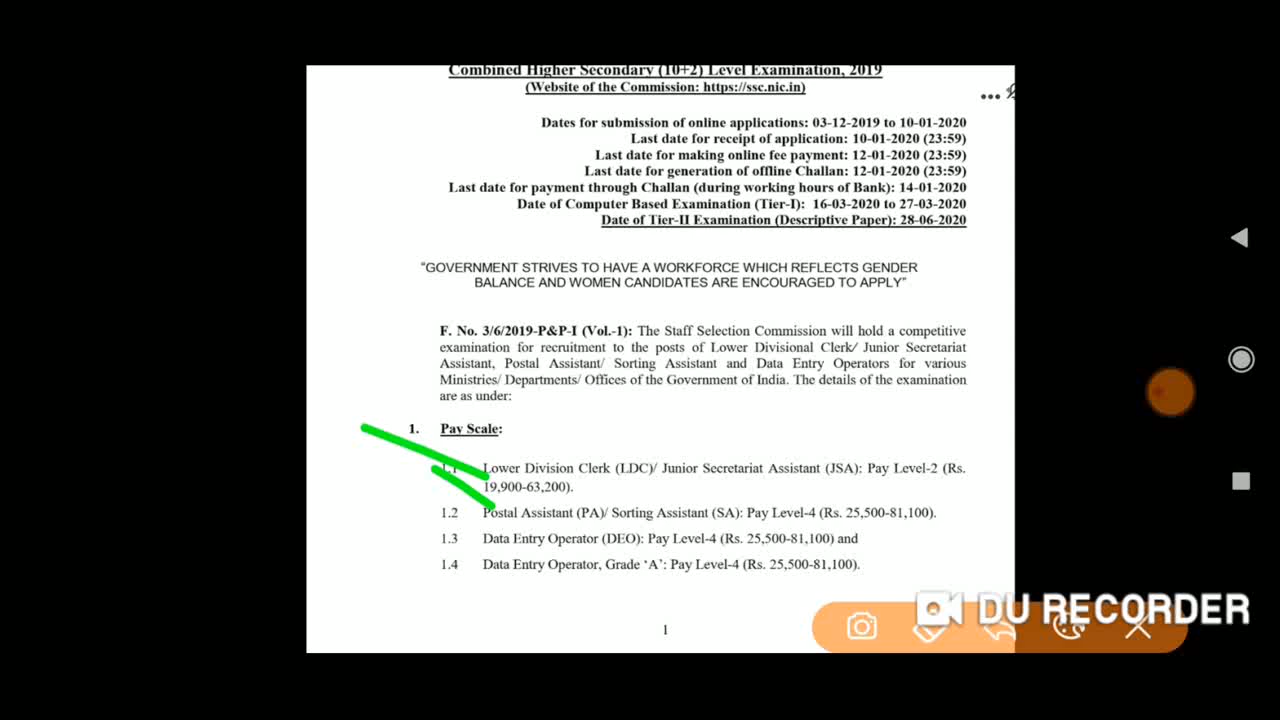 Combined Higher Secondary (10+2) Level Examination, 2019
(Website of the Commission: https://ssc.nic.in)
Dates for submission of online applications: 03-12-2019 to 10-01-2020
Last date for receipt of application: 10-01-2020 (23:59)
Last date for making online fee payment: 12-01-2020 (23:59)
Last date for generation of offline Challan: 12-01-2020 (23:59)
Last date for payment through Challan (during working hours of Bank): 14-01-2020
Date of Computer Based Examination (Tier-I): 16-03-2020 to 27-03-2020
Date of Tier-II Examination (Descriptive Paper): 28-06-2020
“GOVERNMENT STRIVES TO HAVE A WORKFORCE WHICH REFLECTS GENDER
BALANCE AND WOMEN CANDIDATES ARE ENCOURAGED TO APPLY”
F. No. 3/6/2019-P&P-I (Vol.-1): The Staff Selection Commission will hold a competitive
examination for recruitment to the posts of Lower Divisional Clerk/ Junior Secretariat
Assistant, Postal Assistant/ Sorting Assistant and Data Entry Operators for various
Ministries/ Departments/ Offices of the Government of India. The details of the examination
are as under:
1. Pay Scale:
1.1 Lower Division Clerk (LDC)/ Junior Secretariat Assistant (JSA): Pay Level-2 (Rs.
19,900-63,200).
1.2 Postal Assistant (PA)/ Sorting Assistant (SA): Pay Level-4 (Rs. 25,500-81,100).
1.3 Data Entry Operator (DEO): Pay Level-4 (Rs. 25,500-81,100) and
1.4 Data Entry Operator, Grade ‘A’: Pay Level-4 (Rs. 25,500-81,100).
DU RECORDER
1